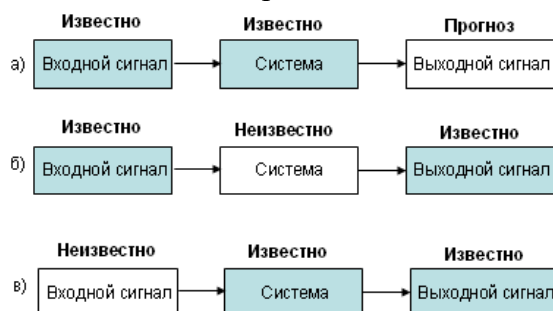 Известно Известно Прогноз
а) Входной сигнал Система Выходной сигнал
Известно Неизвестно Известно
б) Входной сигнал Система Выходной сигнал
Неизвестно Известно Известно
в) Входной сигнал Система Выходной сигнал